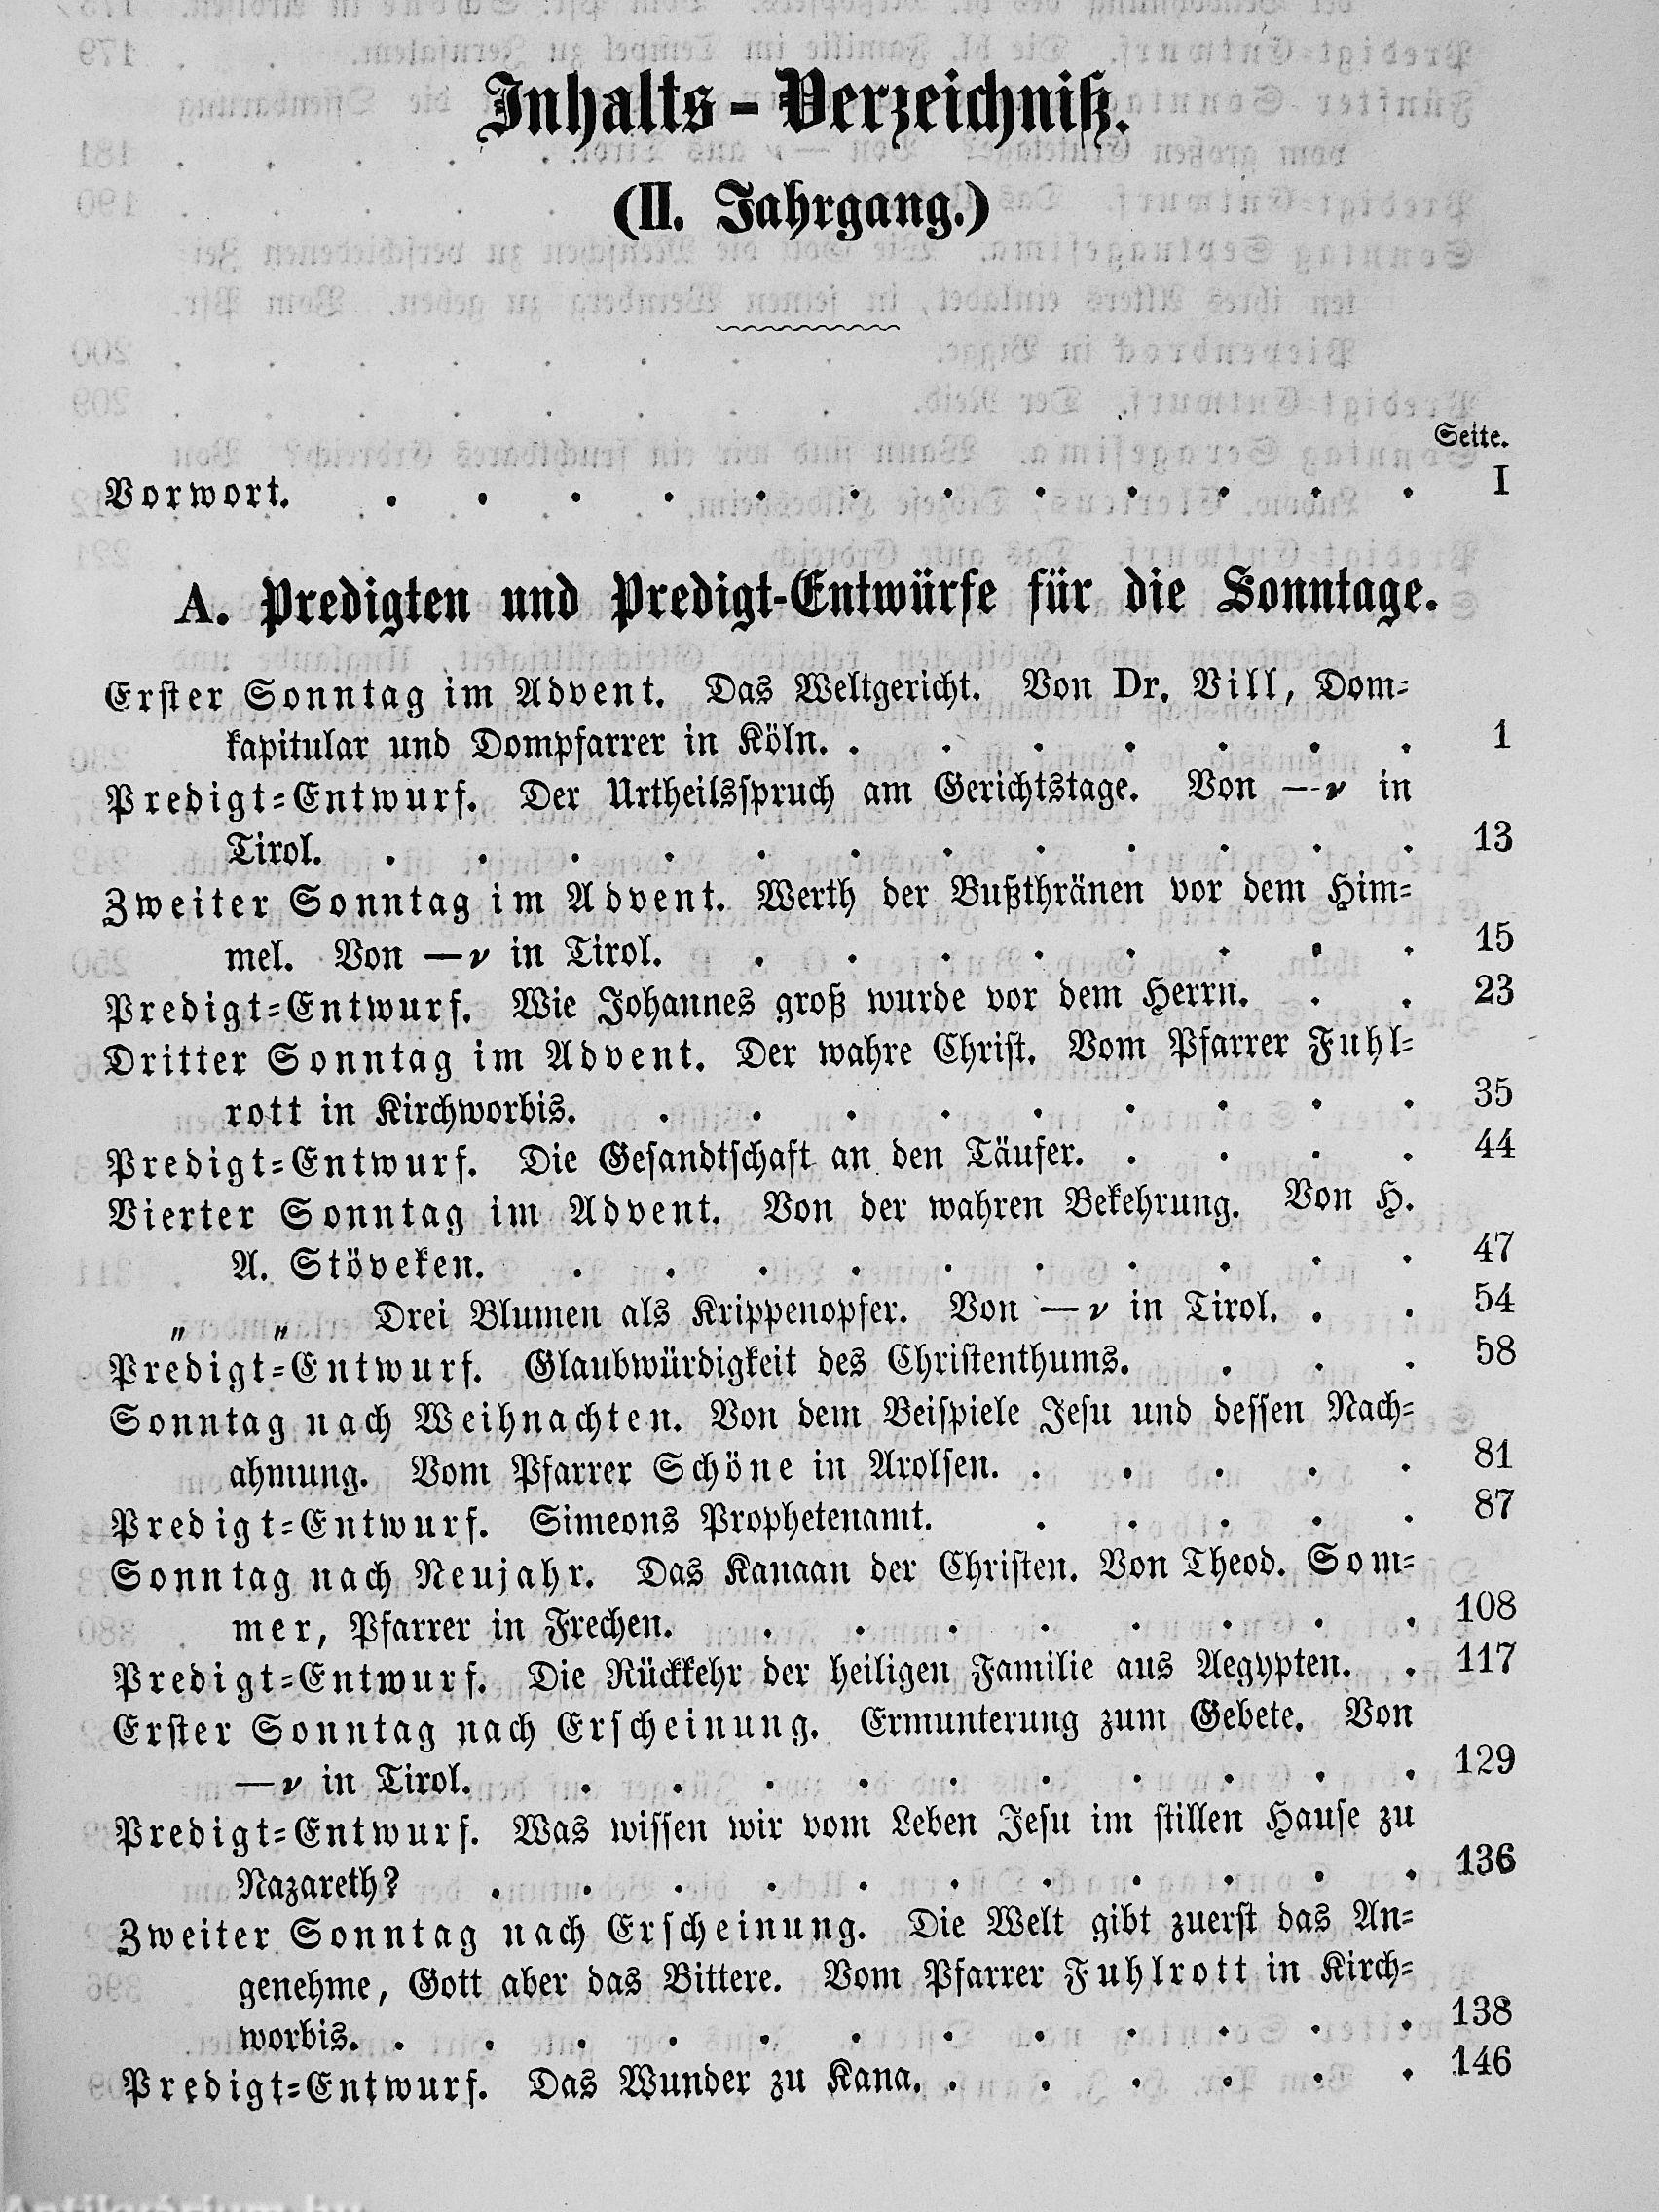 Inhalts-Verzeichniß.
(II. Jahrgang.)
Seite.
Vorwort. . . . . . . . . . . . . I
A. Predigten und Predigt-Entwürfe für die Sonntage.
Erster Sonntag im Advent. Das Weltgericht. Von Dr. Vill, Dom-
kapitular und Dompfarrer in Köln. . . . . . . . 1
Predigt-Entwurf. Der Urtheilsspruch am Gerichtstage. Von —ν in
Tirol. . . . . . . . . . . . . 13
Zweiter Sonntag im Advent. Werth der Bußthränen vor dem Him-
mel. Von —ν in Tirol. . . . . . . . . 15
Predigt-Entwurf. Wie Johannes groß wurde vor dem Herrn. . . 23
Dritter Sonntag im Advent. Der wahre Christ. Vom Pfarrer Fuhl-
rott in Kirchworbis. . . . . . . . . . 35
Predigt-Entwurf. Die Gesandtschaft an den Täufer. . . . . 44
Vierter Sonntag im Advent. Von der wahren Bekehrung. Von H.
A. Stöveken. . . . . . . . . . . 47
„ „ Drei Blumen als Krippenopfer. Von —ν in Tirol. . . 54
Predigt-Entwurf. Glaubwürdigkeit des Christenthums. . . . 58
Sonntag nach Weihnachten. Von dem Beispiele Jesu und dessen Nach-
ahmung. Vom Pfarrer Schöne in Arolsen. . . . . . 81
Predigt-Entwurf. Simeons Prophetenamt. . . . . . 87
Sonntag nach Neujahr. Das Kanaan der Christen. Von Theod. Som-
mer, Pfarrer in Frechen. . . . . . . . . 108
Predigt-Entwurf. Die Rückkehr der heiligen Familie aus Aegypten. . 117
Erster Sonntag nach Erscheinung. Ermunterung zum Gebete. Von
—ν in Tirol. . . . . . . . . . . 129
Predigt-Entwurf. Was wissen wir vom Leben Jesu im stillen Hause zu
Nazareth? . . . . . . . . . . . 136
Zweiter Sonntag nach Erscheinung. Die Welt gibt zuerst das An-
genehme, Gott aber das Bittere. Vom Pfarrer Fuhlrott in Kirch-
worbis. . . . . . . . . . . . . 138
Predigt-Entwurf. Das Wunder zu Kana. . . . . . . 146